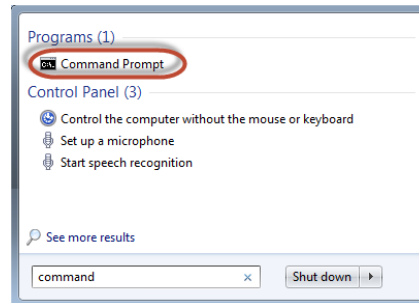 Programs (1)
Command Prompt
Control Panel (3)
Control the computer without the mouse or keyboard
Set up a microphone
Start speech recognition
See more results
command
Shut down